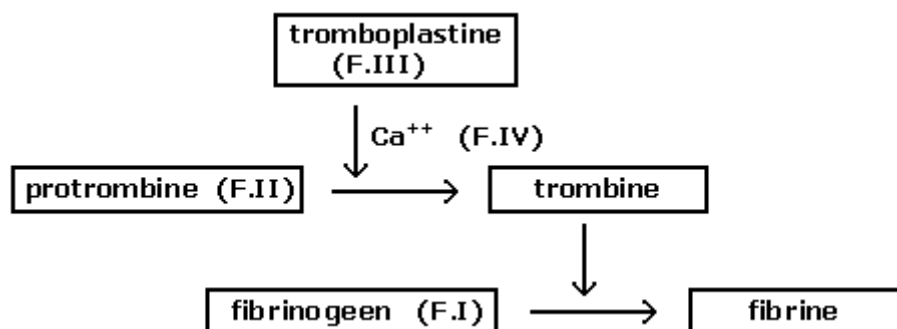 tromboplastine
(F.III)
Ca⁺⁺ (F.IV)
protrombine (F.II)
trombine
fibrinogeen (F.I)
fibrine